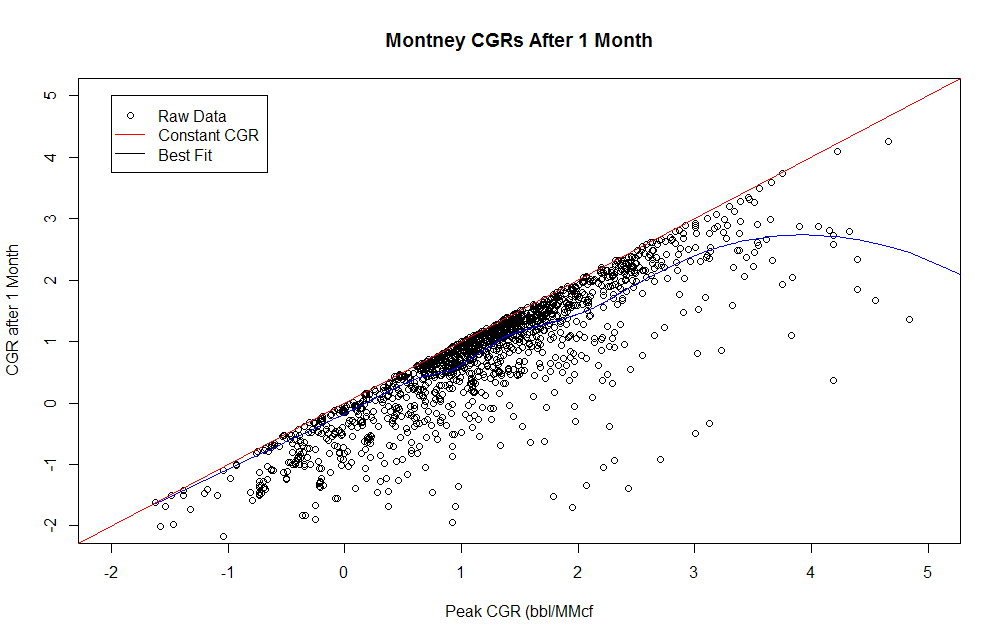 Montney CGRs After 1 Month
Raw Data
Constant CGR
Best Fit
CGR after 1 Month
5
4
3
2
1
0
-1
-2
-2 -1 0 1 2 3 4 5
Peak CGR (bbl/MMcf